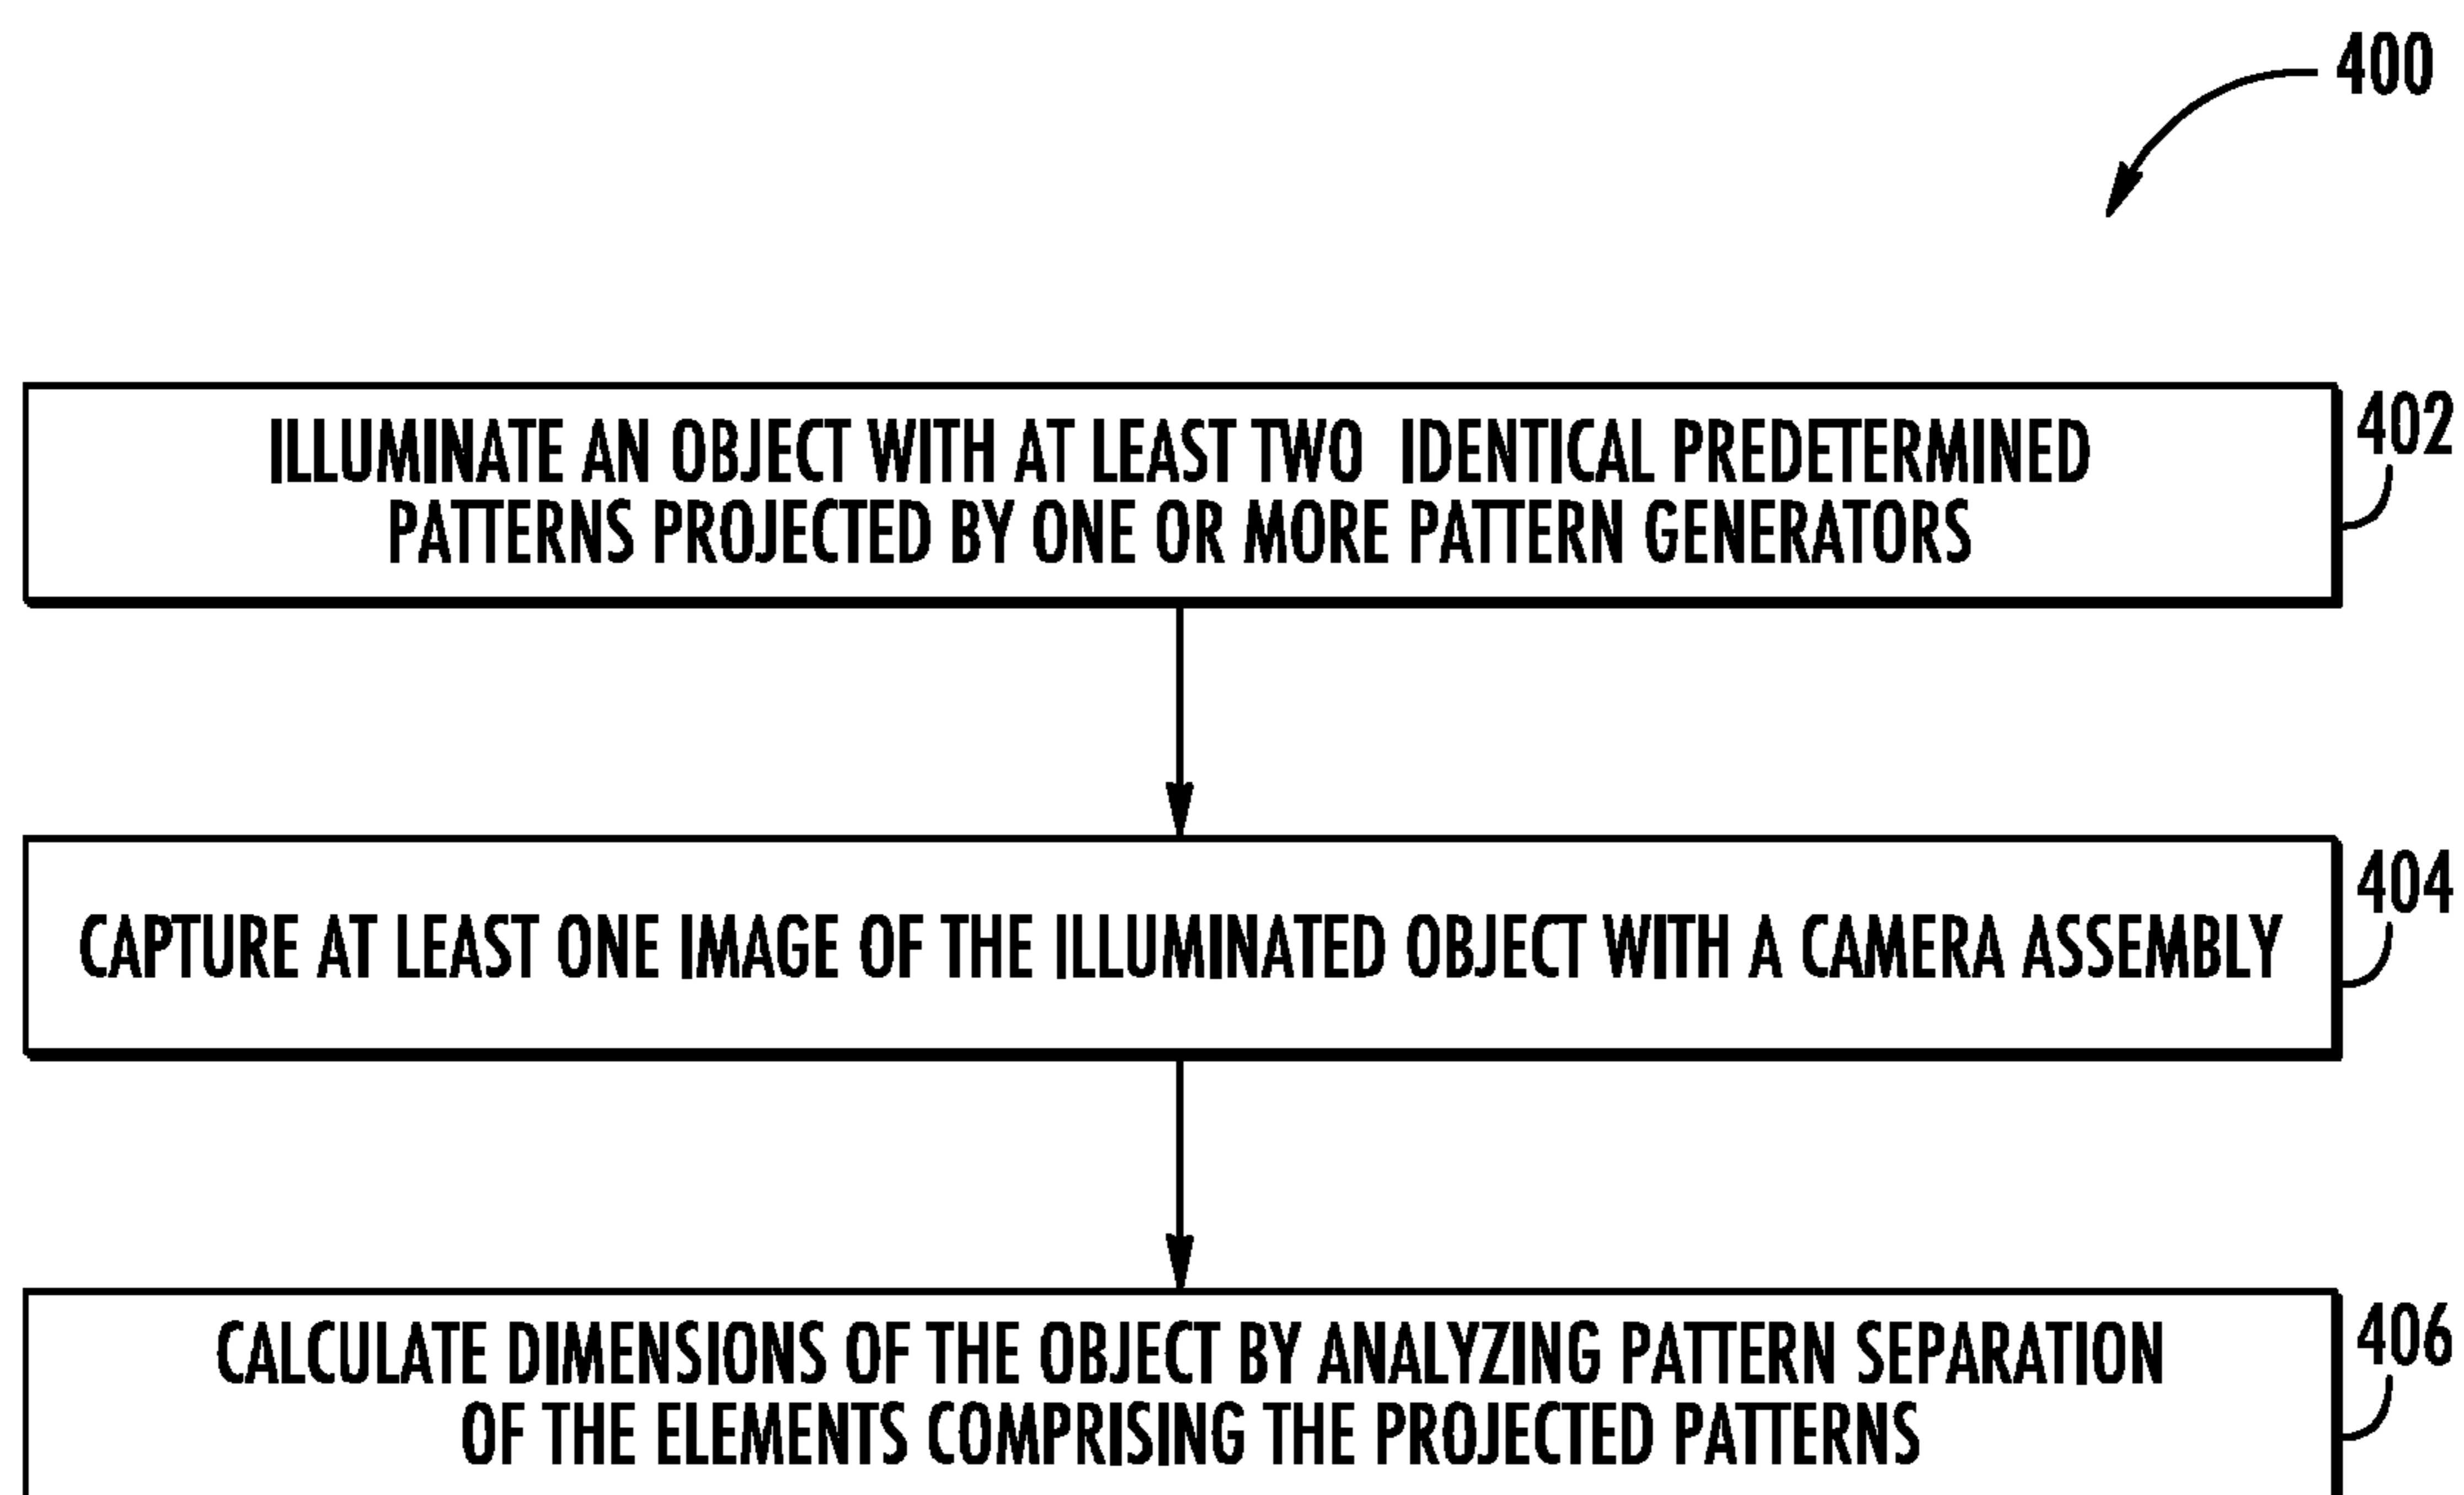 400
402
ILLUMINATE AN OBJECT WITH AT LEAST TWO IDENTICAL PREDETERMINED
PATTERNS PROJECTED BY ONE OR MORE PATTERN GENERATORS
404
CAPTURE AT LEAST ONE IMAGE OF THE ILLUMINATED OBJECT WITH A CAMERA ASSEMBLY
406
CALCULATE DIMENSIONS OF THE OBJECT BY ANALYZING PATTERN SEPARATION
OF THE ELEMENTS COMPRISING THE PROJECTED PATTERNS